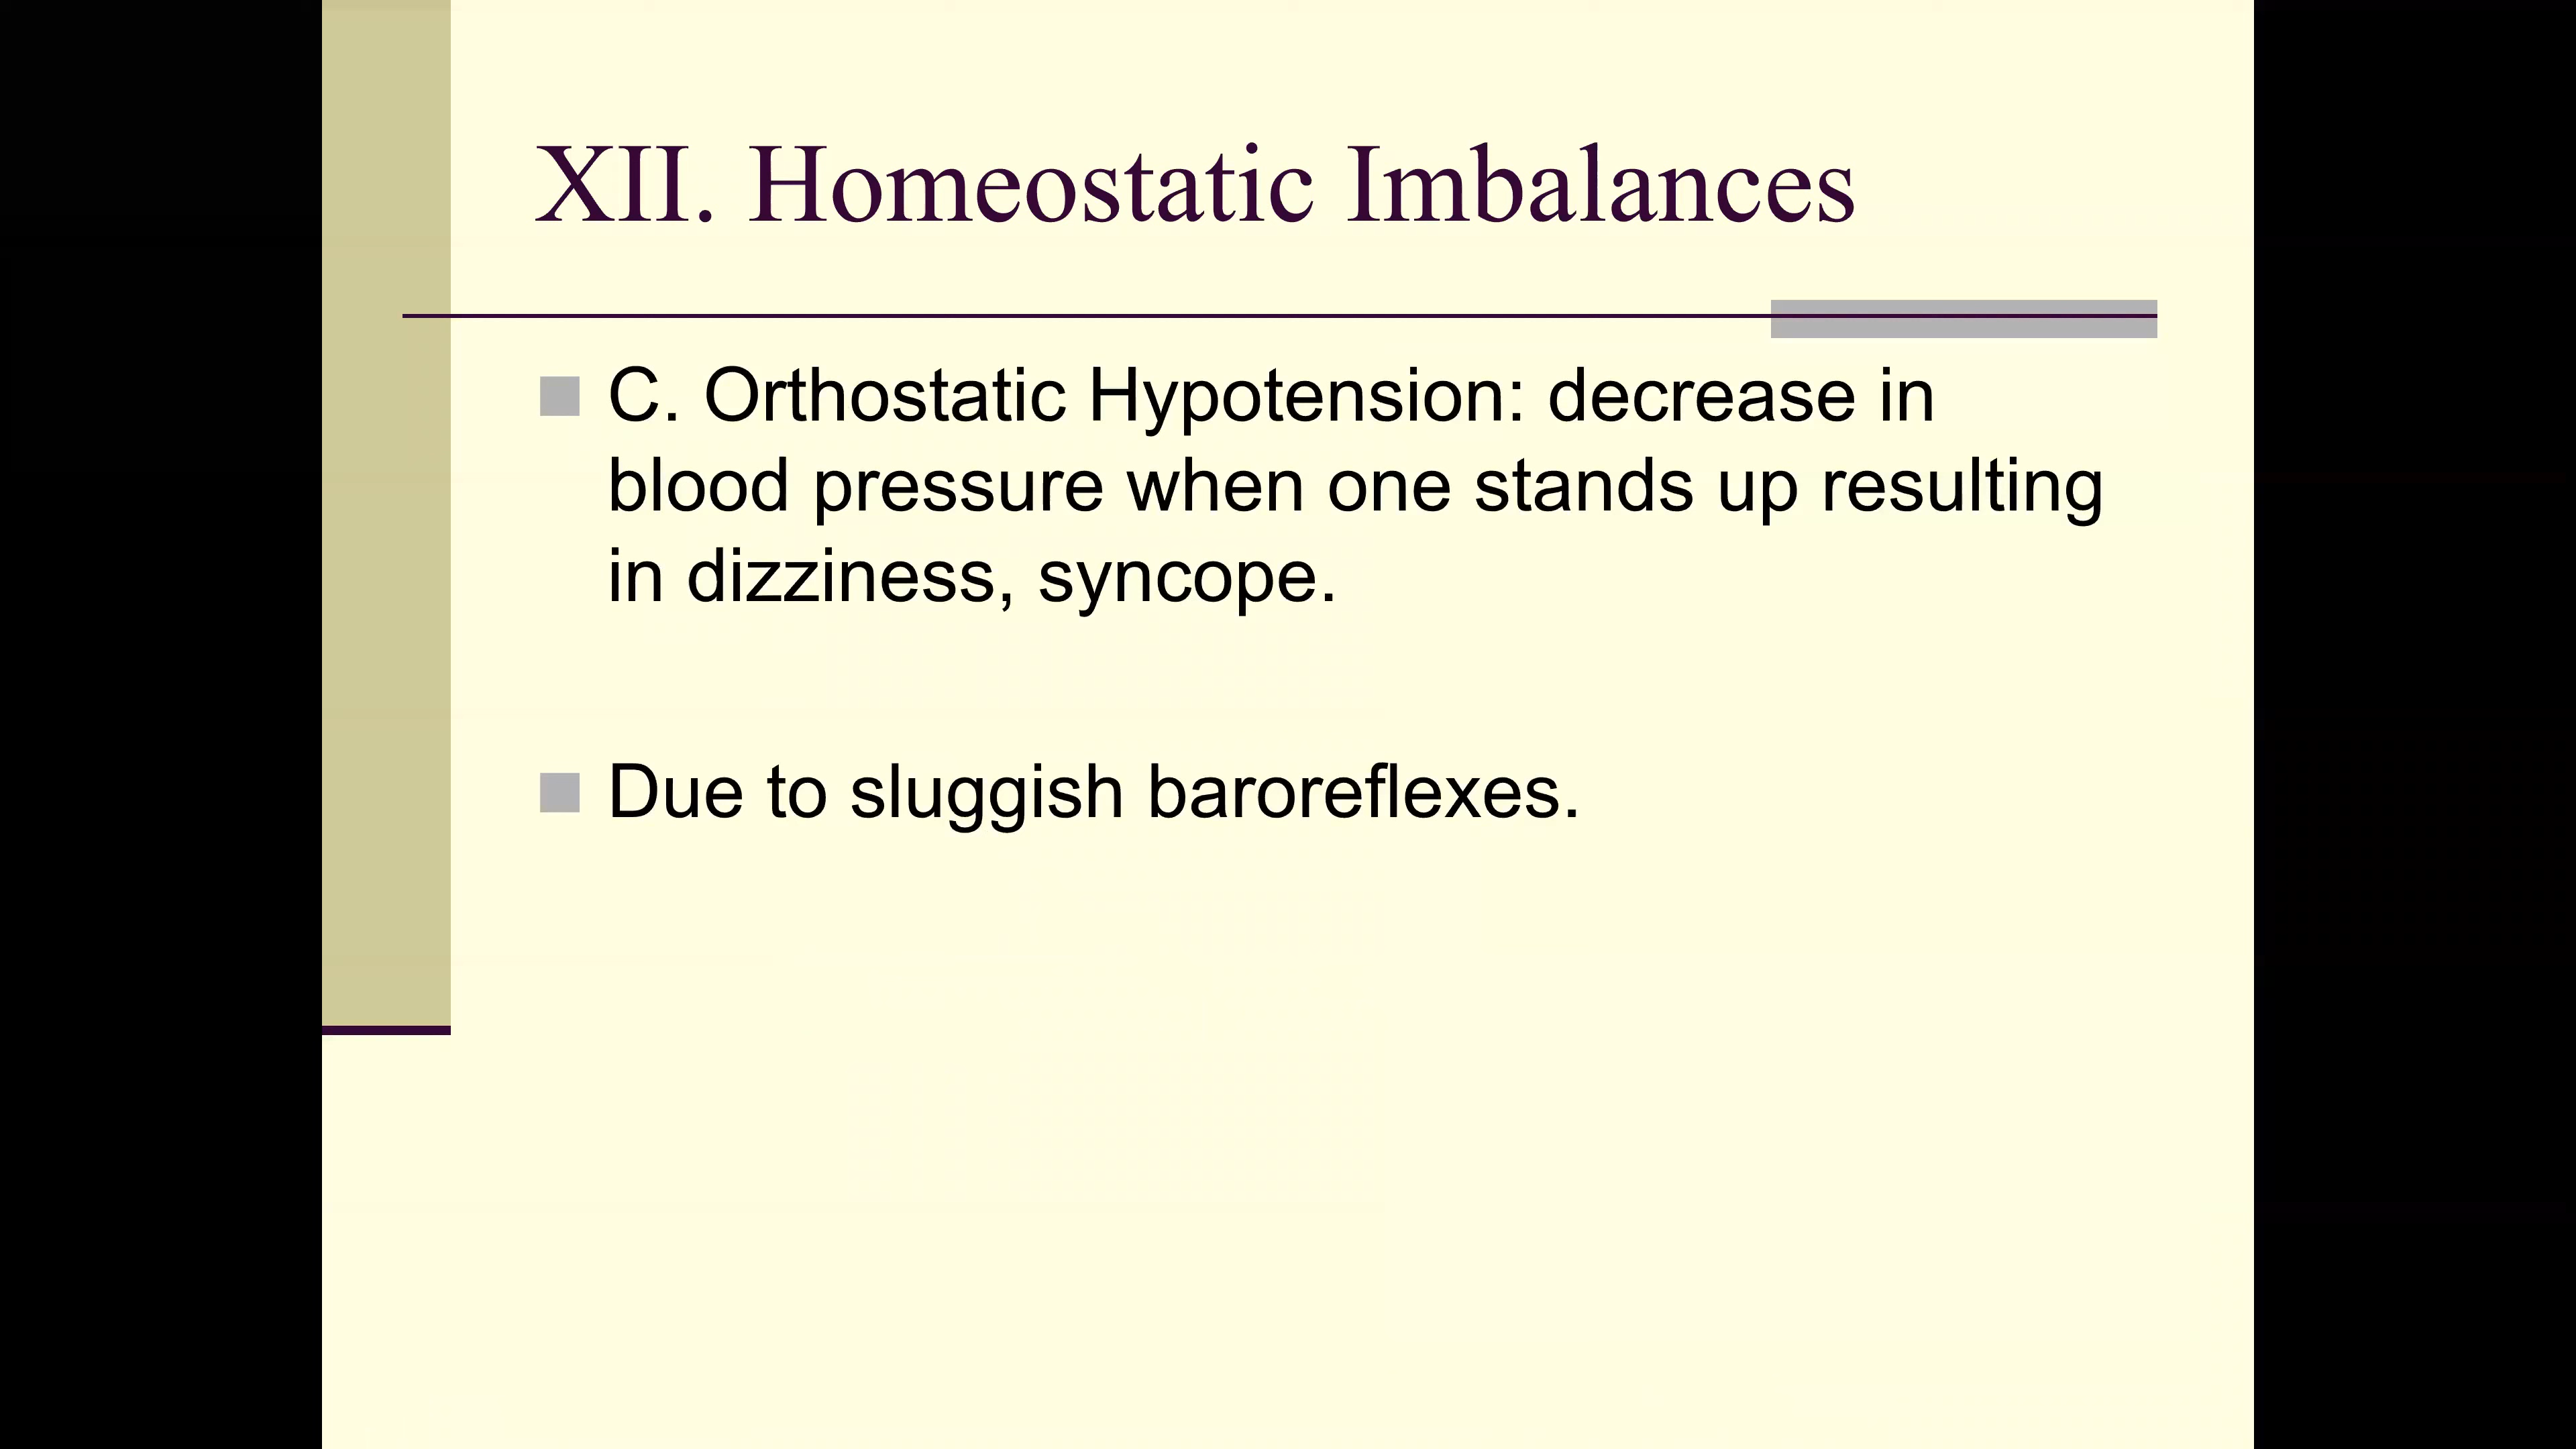 XII. Homeostatic Imbalances
C. Orthostatic Hypotension: decrease in
blood pressure when one stands up resulting
in dizziness, syncope.
Due to sluggish baroreflexes.